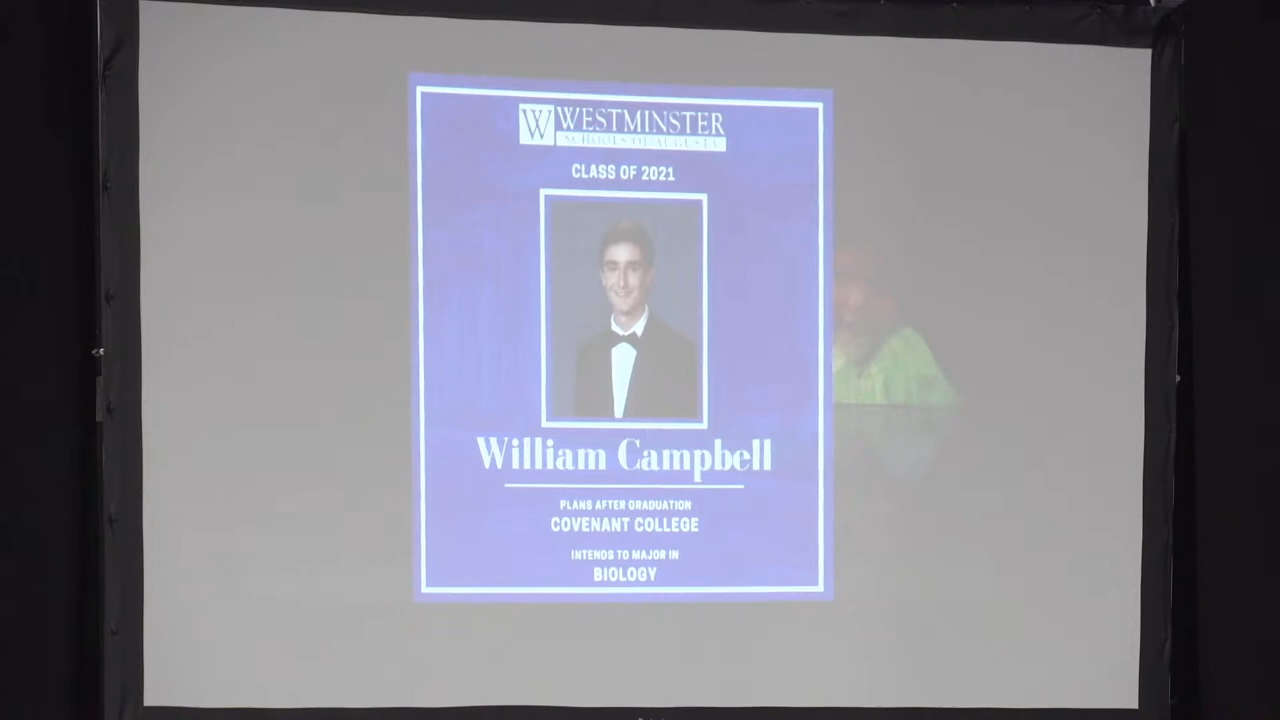 W WESTMINSTER
SCHOOLS OF AUGUSTA
CLASS OF 2021
William Campbell
PLANS AFTER GRADUATION
COVENANT COLLEGE
INTENDS TO MAJOR IN
BIOLOGY